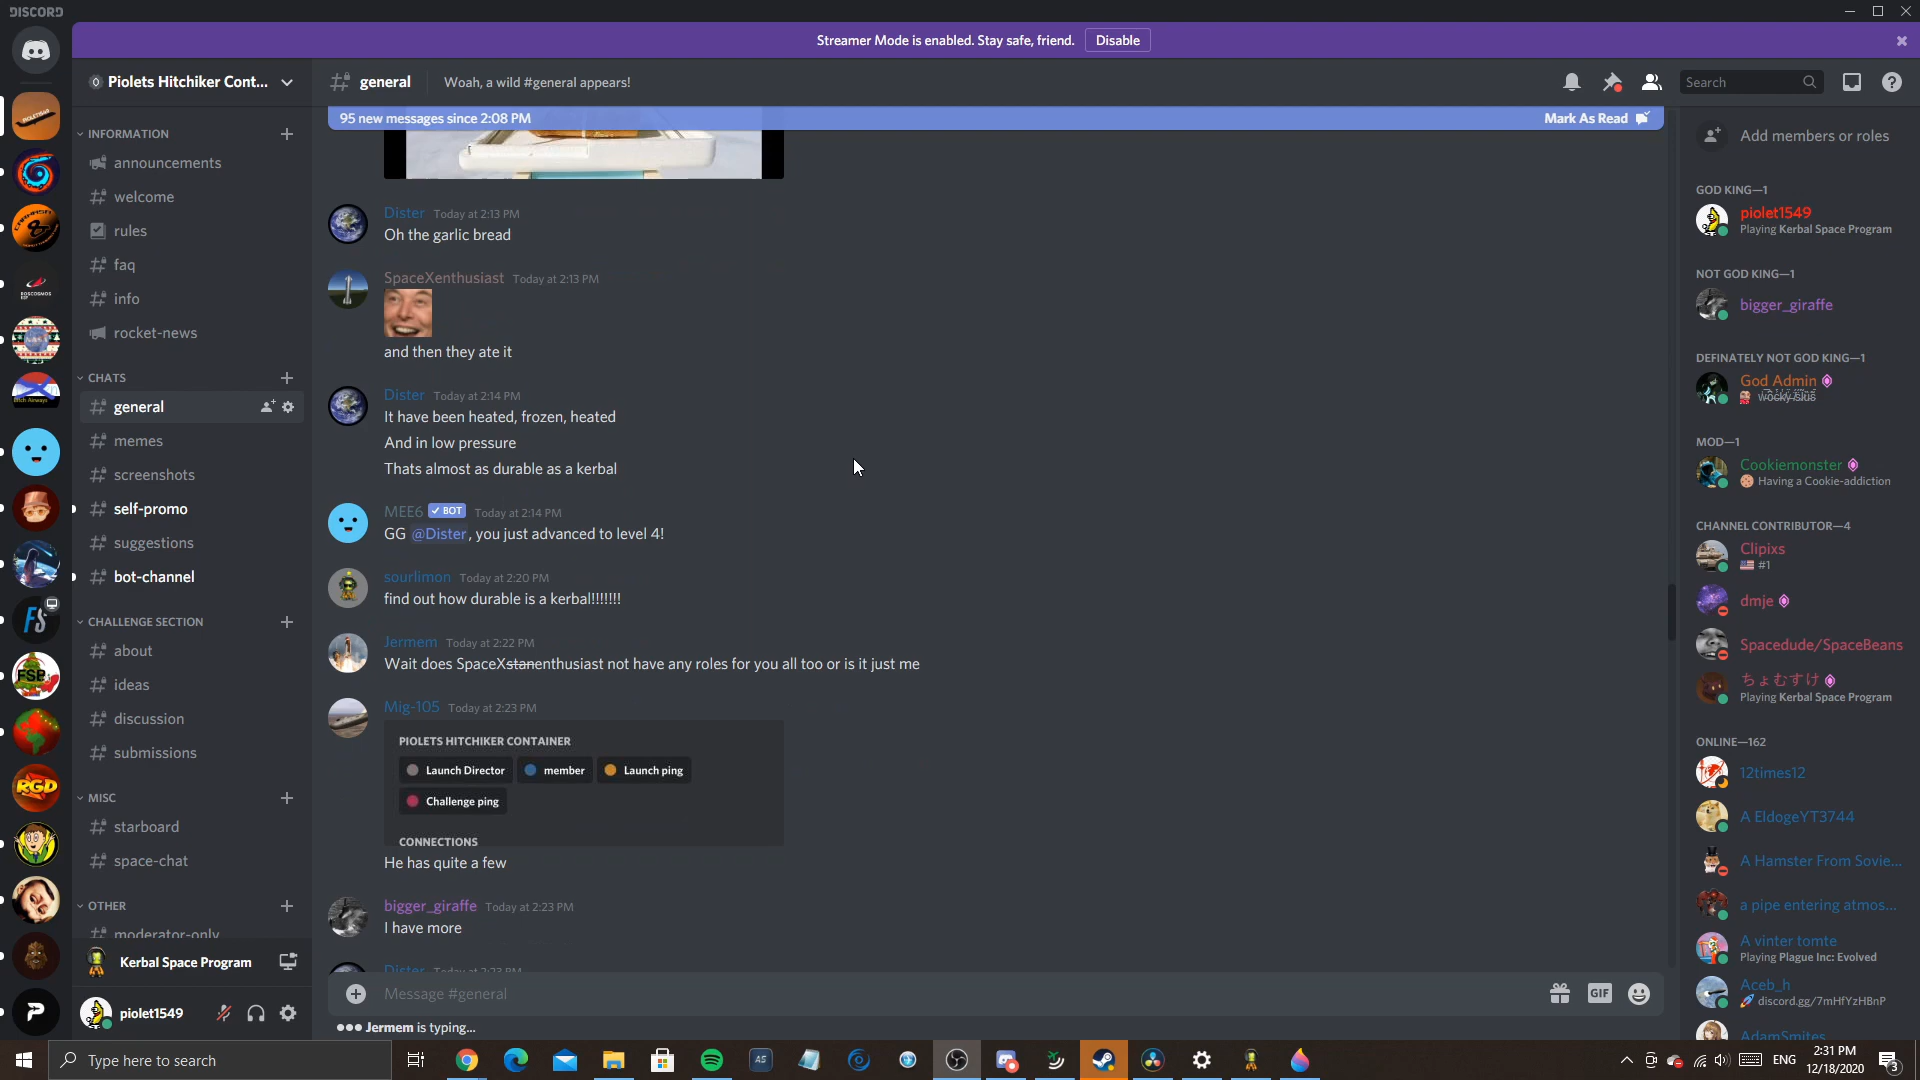 DISCORD
Streamer Mode is enabled. Stay safe, friend.
Disable
Piolets Hitchiker Cont...
general
Woah, a wild #general appears!
Search
95 new messages since 2:08 PM
Mark As Read
INFORMATION
announcements
welcome
rules
faq
info
rocket-news
CHATS
general
memes
screenshots
self-promo
suggestions
bot-channel
CHALLENGE SECTION
about
ideas
discussion
submissions
MISC
starboard
space-chat
OTHER
moderator-only
Kerbal Space Program
piolet1549
Dister Today at 2:13 PM
Oh the garlic bread
SpaceXenthusiast Today at 2:13 PM
and then they ate it
Dister Today at 2:14 PM
It have been heated, frozen, heated
And in low pressure
Thats almost as durable as a kerbal
MEE6 BOT Today at 2:14 PM
GG @Dister, you just advanced to level 4!
sourlimon Today at 2:20 PM
find out how durable is a kerbal!!!!!!!
Jermem Today at 2:22 PM
Wait does SpaceXstanenthusiast not have any roles for you all too or is it just me
Mig-105 Today at 2:23 PM
PIOLETS HITCHIKER CONTAINER
Launch Director member Launch ping
Challenge ping
CONNECTIONS
He has quite a few
bigger_giraffe Today at 2:23 PM
I have more
Dister Today at 2:23 PM
Message #general
GIF
Jermem is typing...
Add members or roles
GOD KING—1
piolet1549
Playing Kerbal Space Program
NOT GOD KING—1
bigger_giraffe
DEFINATELY NOT GOD KING—1
God Admin
MOD—1
Cookiemonster
Having a Cookie-addiction
CHANNEL CONTRIBUTOR—4
Clipixs
#1
dmje
Spacedude/SpaceBeans
ちょむすけ
Playing Kerbal Space Program
ONLINE—162
12times12
A EldogeYT3744
A Hamster From Sovie...
a pipe entering atmos...
A vinter tomte
Playing Plague Inc: Evolved
Aceb_h
discord.gg/7mHfYzHBnP
AdamSmites
FS
FSP
RGD
Type here to search
AS
ENG
2:31 PM
12/18/2020
3